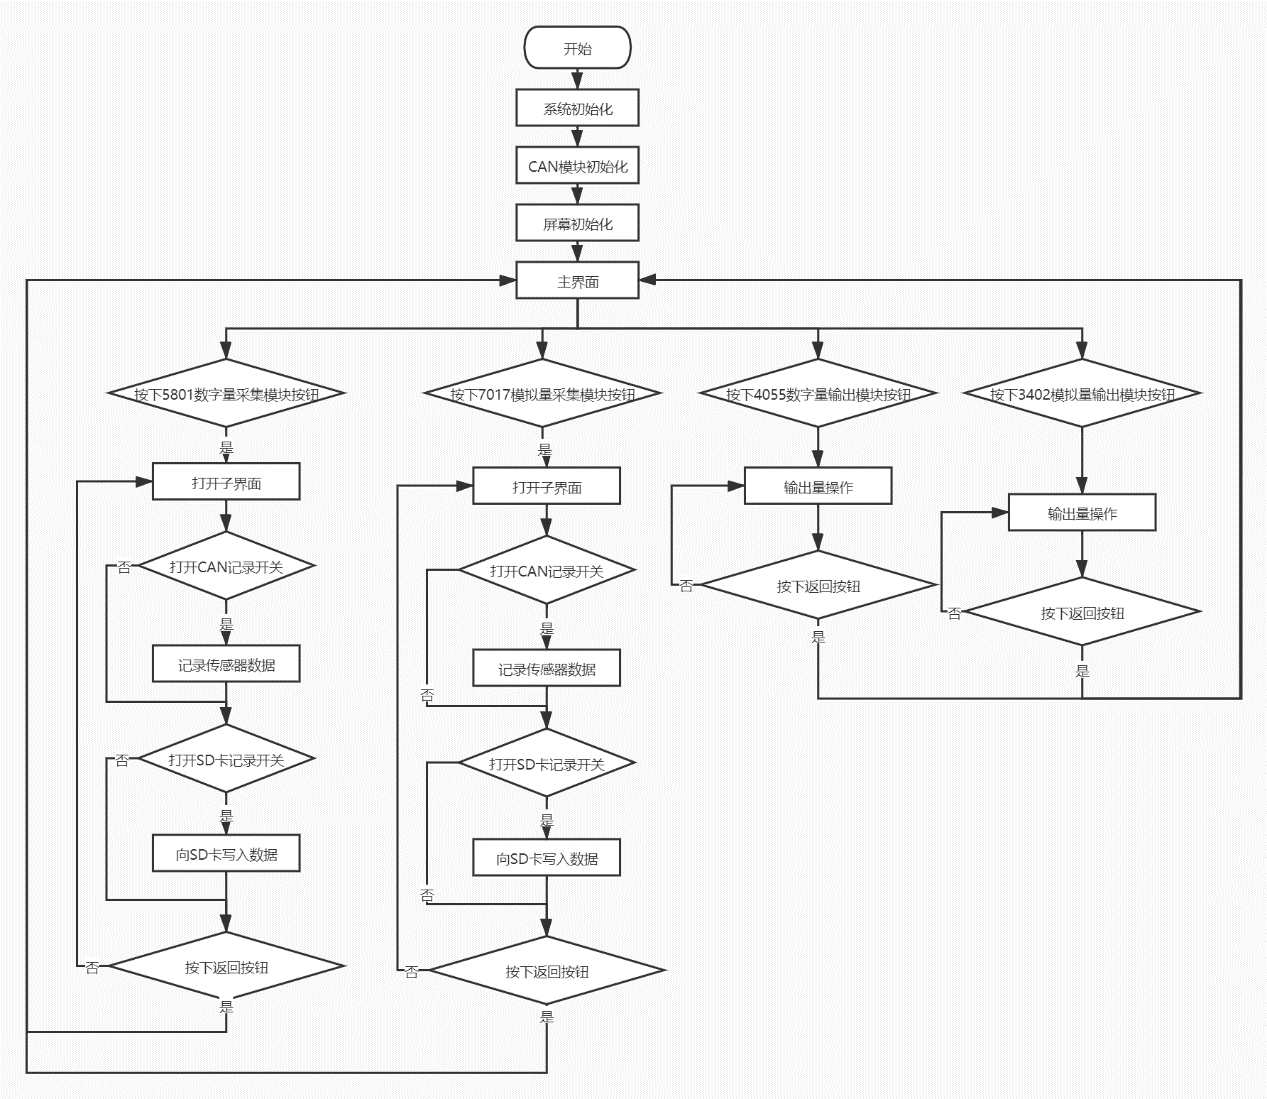 开始
系统初始化
CAN模块初始化
屏幕初始化
主界面
按下5801数字量采集模块按钮
按下7017模拟量采集模块按钮
按下4055数字量输出模块按钮
按下3402模拟量输出模块按钮
是
是
打开子界面
打开子界面
输出量操作
输出量操作
否
打开CAN记录开关
打开CAN记录开关
否
按下返回按钮
否
按下返回按钮
是
是
是
是
记录传感器数据
记录传感器数据
否
否
打开SD卡记录开关
打开SD卡记录开关
是
是
向SD卡写入数据
向SD卡写入数据
否
否
按下返回按钮
否
按下返回按钮
是
是